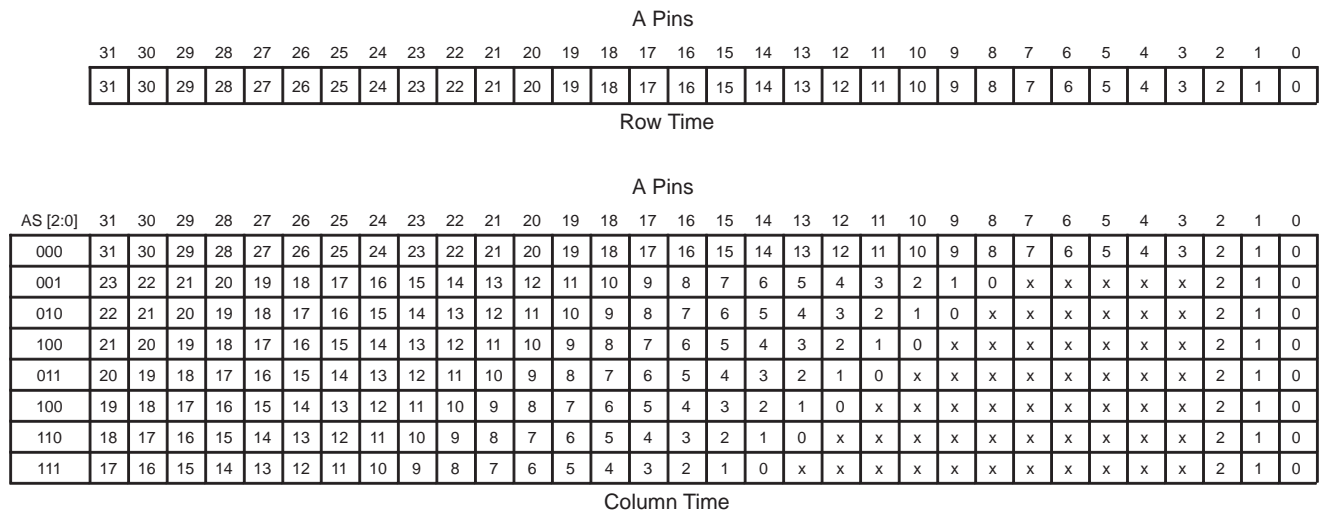 A Pins
31 30 29 28 27 26 25 24 23 22 21 20 19 18 17 16 15 14 13 12 11 10 9 8 7 6 5 4 3 2 1 0
31 30 29 28 27 26 25 24 23 22 21 20 19 18 17 16 15 14 13 12 11 10 9 8 7 6 5 4 3 2 1 0
Row Time
A Pins
AS [2:0] 31 30 29 28 27 26 25 24 23 22 21 20 19 18 17 16 15 14 13 12 11 10 9 8 7 6 5 4 3 2 1 0
000 31 30 29 28 27 26 25 24 23 22 21 20 19 18 17 16 15 14 13 12 11 10 9 8 7 6 5 4 3 2 1 0
001 23 22 21 20 19 18 17 16 15 14 13 12 11 10 9 8 7 6 5 4 3 2 1 0 x x x x x 2 1 0
010 22 21 20 19 18 17 16 15 14 13 12 11 10 9 8 7 6 5 4 3 2 1 0 x x x x x x 2 1 0
100 21 20 19 18 17 16 15 14 13 12 11 10 9 8 7 6 5 4 3 2 1 0 x x x x x x x 2 1 0
011 20 19 18 17 16 15 14 13 12 11 10 9 8 7 6 5 4 3 2 1 0 x x x x x x x x 2 1 0
100 19 18 17 16 15 14 13 12 11 10 9 8 7 6 5 4 3 2 1 0 x x x x x x x x x 2 1 0
110 18 17 16 15 14 13 12 11 10 9 8 7 6 5 4 3 2 1 0 x x x x x x x x x x 2 1 0
111 17 16 15 14 13 12 11 10 9 8 7 6 5 4 3 2 1 0 x x x x x x x x x x x 2 1 0
Column Time